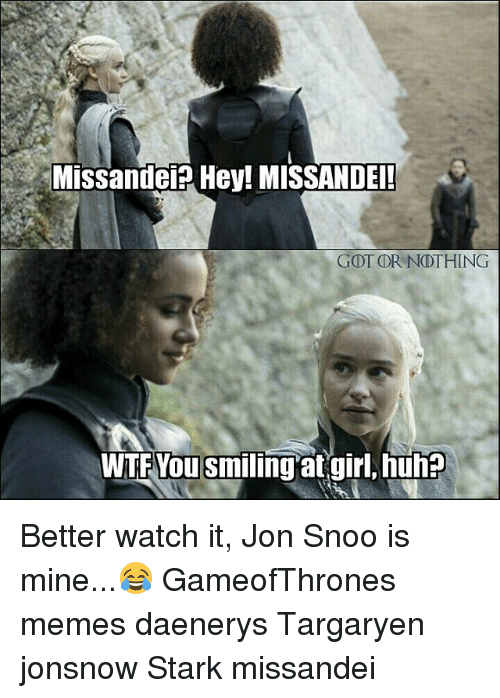 Missandei? Hey! MISSANDEI!
GOT OR NOTHING
WTF You smiling at girl, huh?
Better watch it, Jon Snoo is
mine...😂 GameofThrones
memes daenerys Targaryen
jonsnow Stark missandei